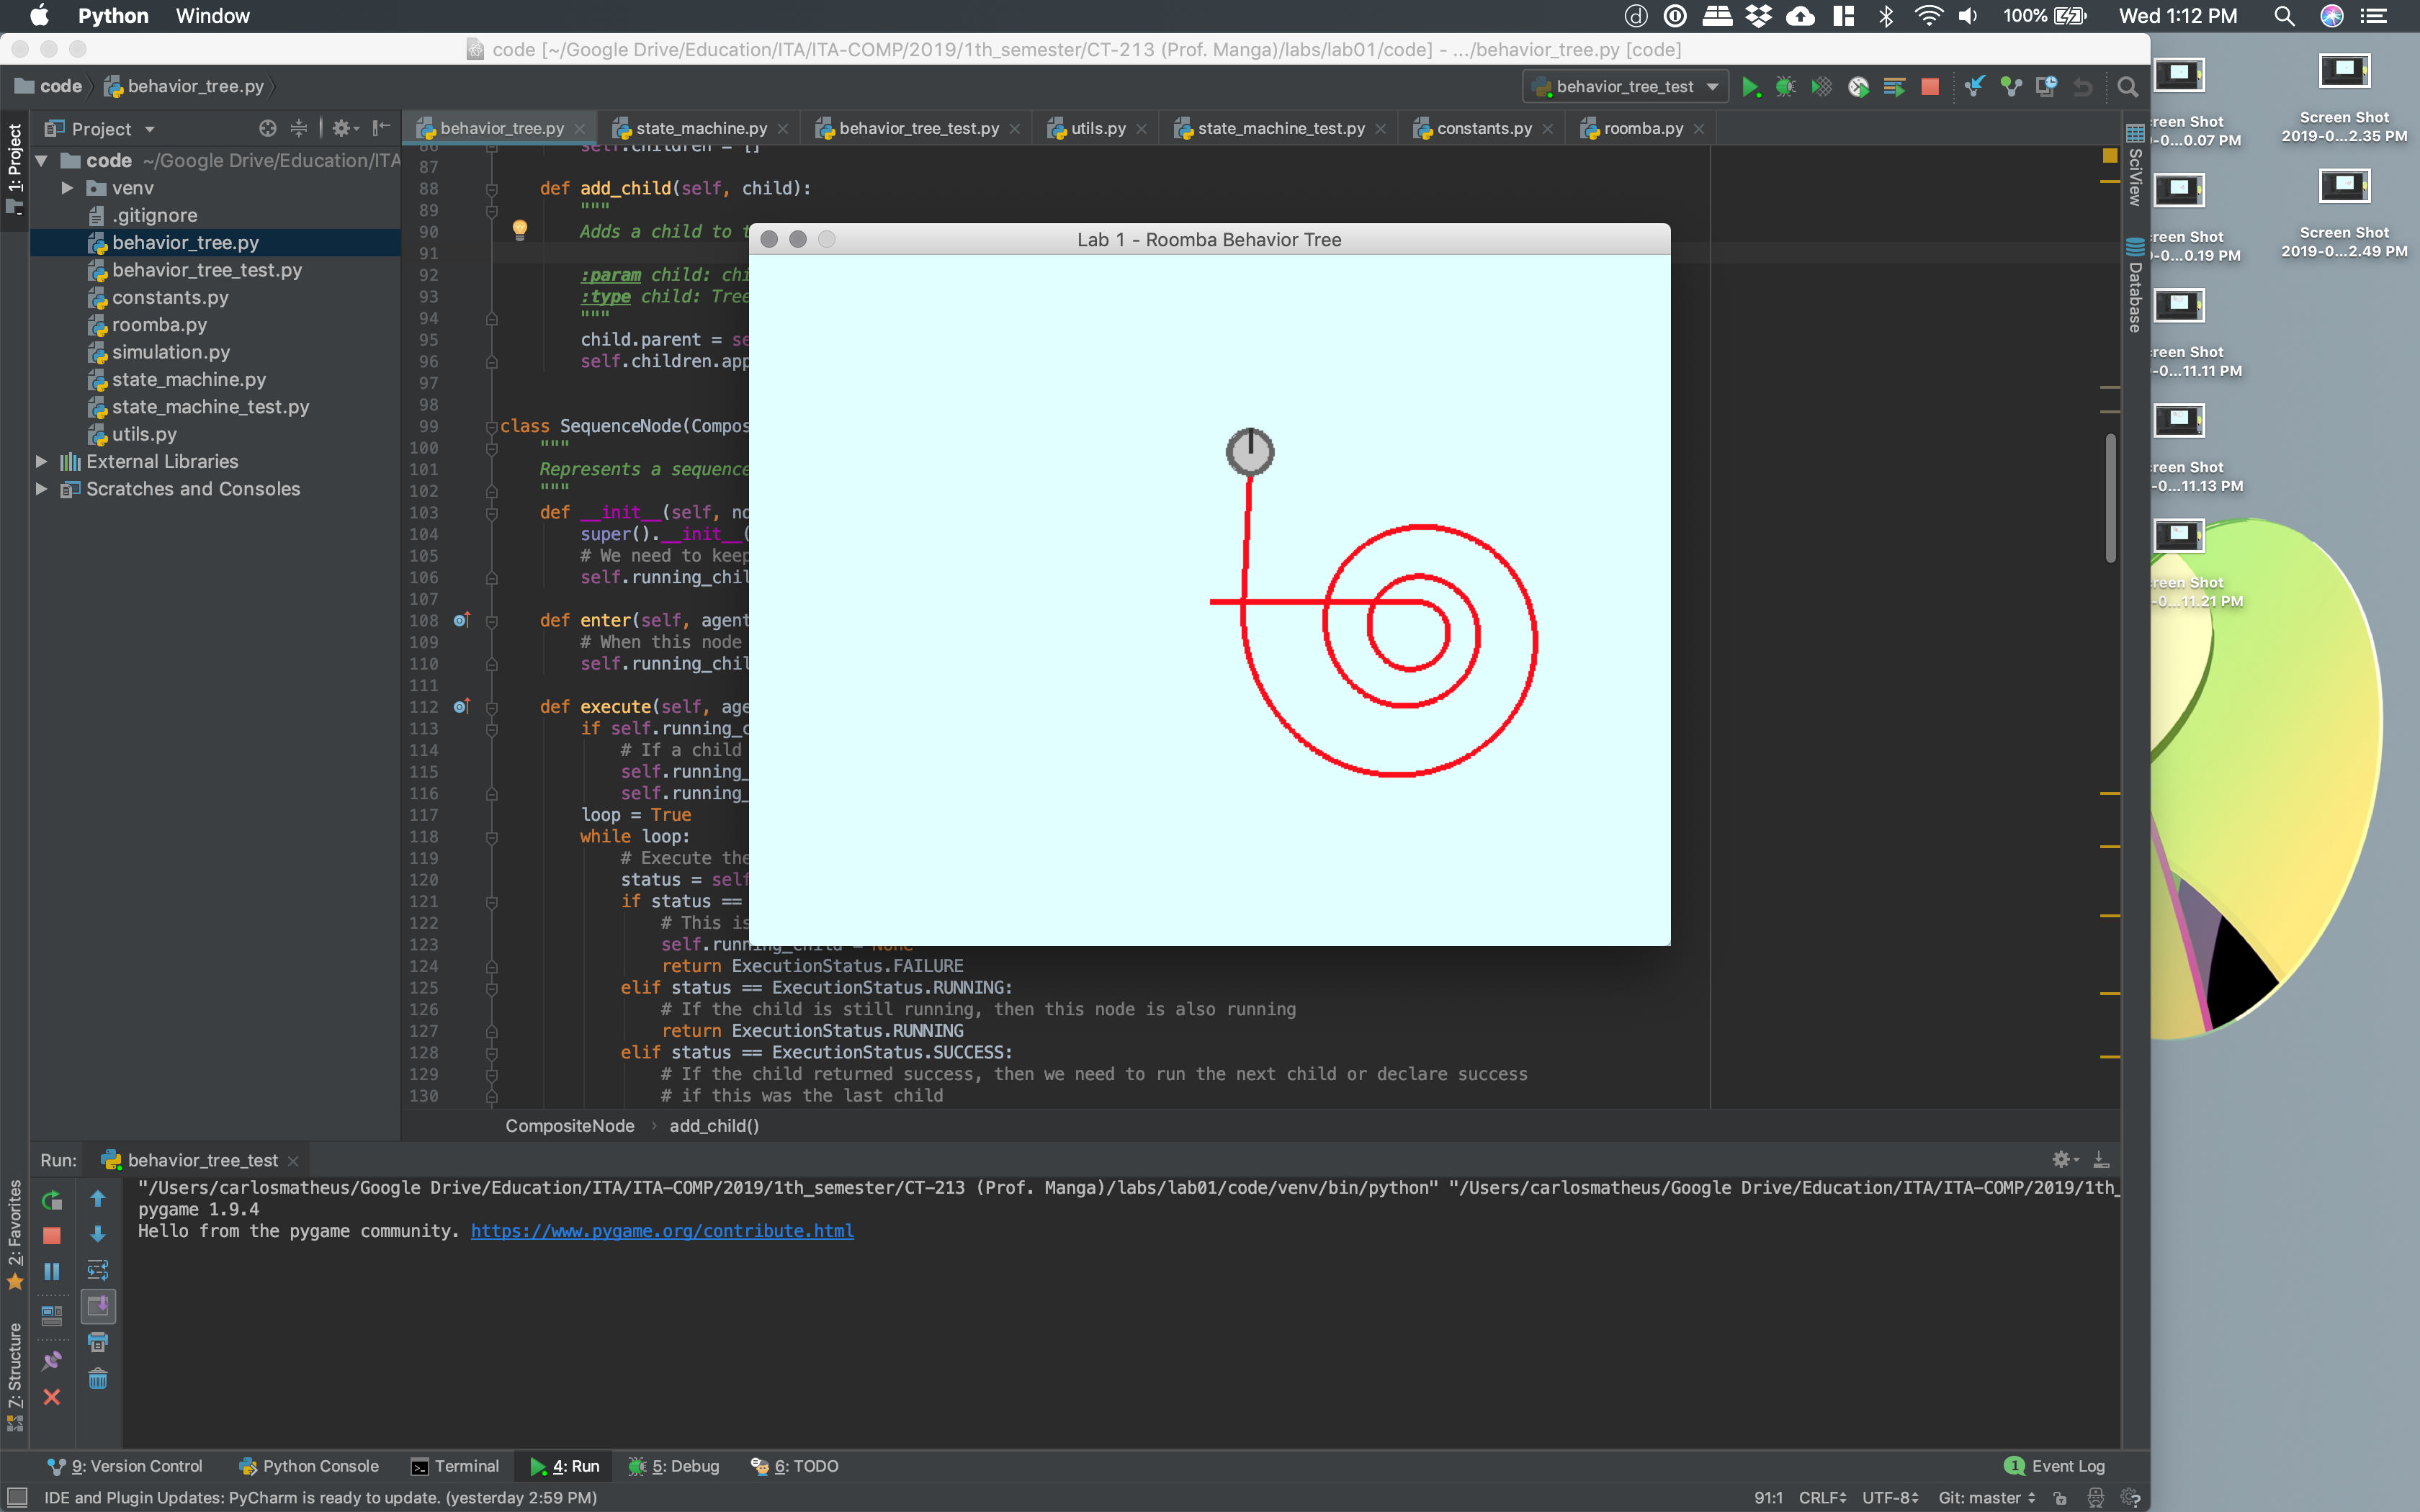 Python Window
100% Wed 1:12 PM
code [~/Google Drive/Education/ITA/ITA-COMP/2019/1th_semester/CT-213 (Prof. Manga)/labs/lab01/code] - .../behavior_tree.py [code]
code behavior_tree.py
behavior_tree_test
1: Project
Project
behavior_tree.py state_machine.py behavior_tree_test.py utils.py state_machine_test.py constants.py roomba.py
code ~/Google Drive/Education/ITA
venv
.gitignore
behavior_tree.py
behavior_tree_test.py
constants.py
roomba.py
simulation.py
state_machine.py
state_machine_test.py
utils.py
External Libraries
Scratches and Consoles
86 self.children = []
87
88 def add_child(self, child):
89 """
90 Adds a child to t
91
92 :param child: chi
93 :type child: Tree
94 """
95 child.parent = se
96 self.children.app
97
98
99 class SequenceNode(Compos
100 """
101 Represents a sequence
102 """
103 def __init__(self, no
104 super().__init__(
105 # We need to keep
106 self.running_chil
107
108 def enter(self, agent
109 # When this node
110 self.running_chil
111
112 def execute(self, age
113 if self.running_c
114 # If a child
115 self.running_
116 self.running_
117 loop = True
118 while loop:
119 # Execute the
120 status = self
121 if status ==
122 # This is
123 self.running_child = None
124 return ExecutionStatus.FAILURE
125 elif status == ExecutionStatus.RUNNING:
126 # If the child is still running, then this node is also running
127 return ExecutionStatus.RUNNING
128 elif status == ExecutionStatus.SUCCESS:
129 # If the child returned success, then we need to run the next child or declare success
130 # if this was the last child
CompositeNode add_child()
Lab 1 - Roomba Behavior Tree
SciView
Database
reen Shot
-0...0.07 PM
Screen Shot
2019-0...2.35 PM
reen Shot
-0...0.19 PM
Screen Shot
2019-0...2.49 PM
reen Shot
-0...11.11 PM
reen Shot
-0...11.13 PM
reen Shot
-0...11.21 PM
Run: behavior_tree_test
"/Users/carlosmatheus/Google Drive/Education/ITA/ITA-COMP/2019/1th_semester/CT-213 (Prof. Manga)/labs/lab01/code/venv/bin/python" "/Users/carlosmatheus/Google Drive/Education/ITA/ITA-COMP/2019/1th_
pygame 1.9.4
Hello from the pygame community. https://www.pygame.org/contribute.html
2: Favorites
7: Structure
9: Version Control Python Console Terminal 4: Run 5: Debug 6: TODO 1 Event Log
IDE and Plugin Updates: PyCharm is ready to update. (yesterday 2:59 PM) 91:1 CRLF UTF-8 Git: master